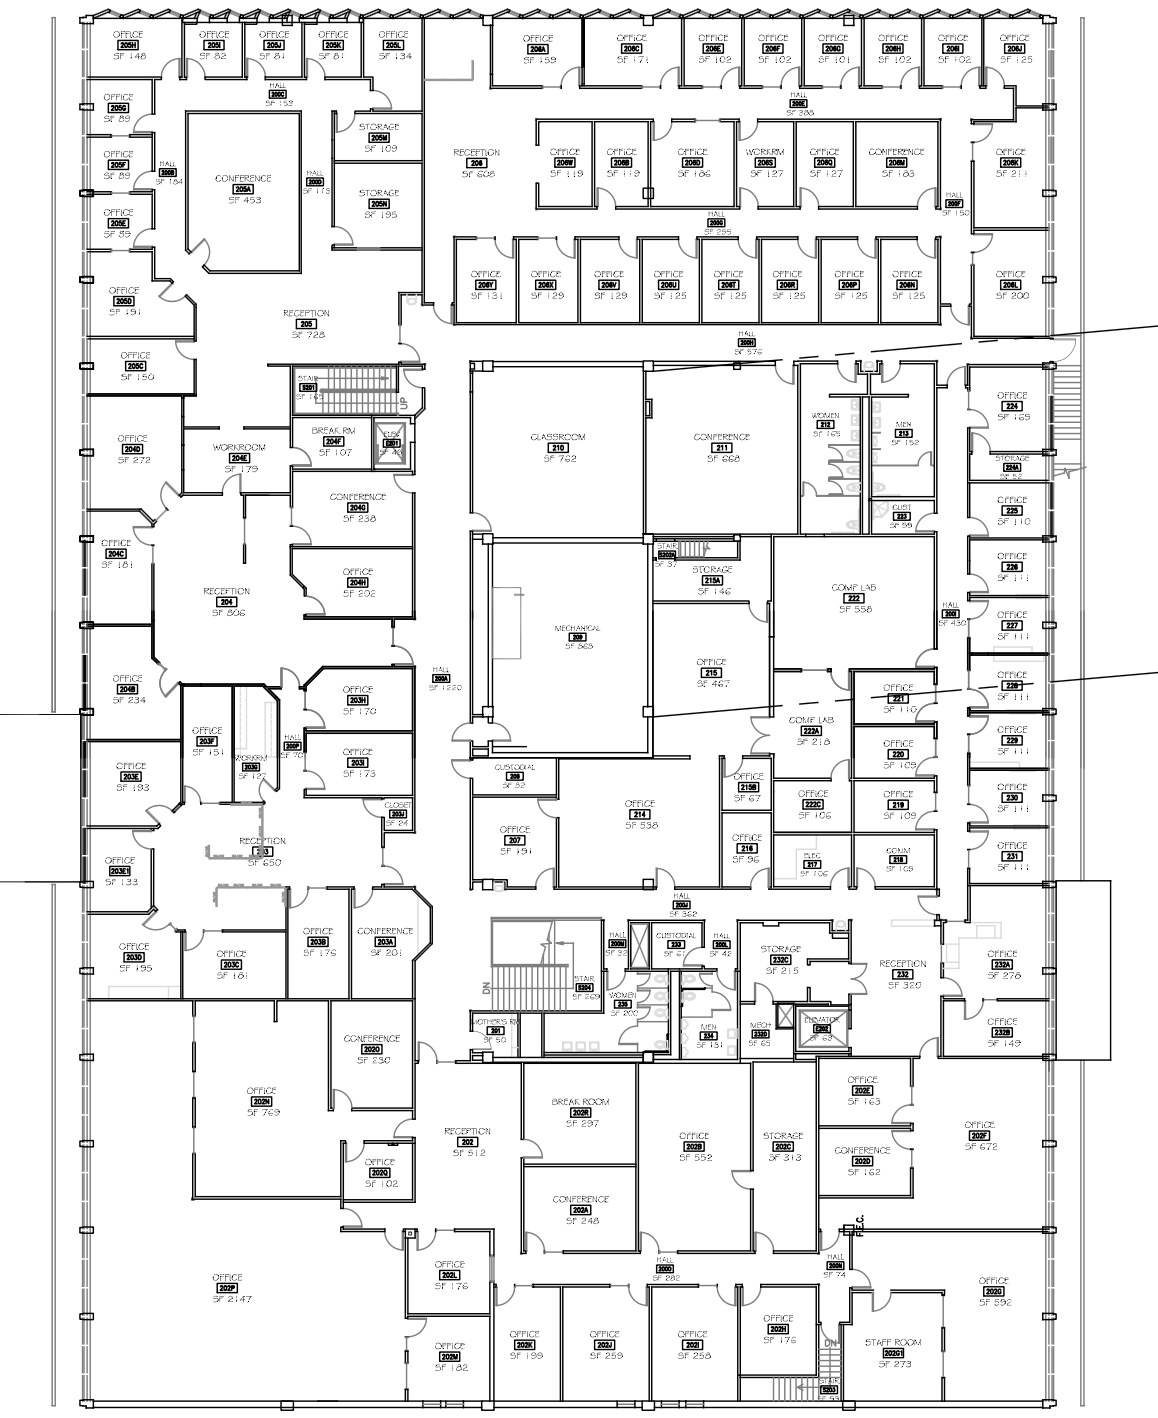 OFFICE
205H
SF 148
OFFICE
205I
SF 82
OFFICE
205J
SF 81
OFFICE
205K
SF 81
OFFICE
205L
SF 134
OFFICE
206A
SF 159
OFFICE
206C
SF 171
OFFICE
206E
SF 102
OFFICE
206F
SF 102
OFFICE
206G
SF 101
OFFICE
206H
SF 102
OFFICE
206I
SF 102
OFFICE
206J
SF 125
HALL
200C
SF 153
HALL
200E
SF 388
OFFICE
205G
SF 89
STORAGE
205M
SF 109
OFFICE
205F
SF 89
HALL
200B
SF 184
CONFERENCE
205A
SF 453
HALL
200D
SF 113
STORAGE
205N
SF 195
RECEPTION
206
SF 608
OFFICE
206W
SF 119
OFFICE
206B
SF 119
OFFICE
206D
SF 186
WORKRM
206S
SF 127
OFFICE
206Q
SF 127
CONFERENCE
206M
SF 183
OFFICE
206K
SF 211
HALL
200F
SF 150
HALL
200G
SF 255
OFFICE
205E
SF 89
OFFICE
205D
SF 191
OFFICE
206Y
SF 131
OFFICE
206X
SF 129
OFFICE
206V
SF 129
OFFICE
206U
SF 125
OFFICE
206T
SF 125
OFFICE
206R
SF 125
OFFICE
206P
SF 125
OFFICE
206N
SF 125
OFFICE
206L
SF 200
RECEPTION
205
SF 728
HALL
200H
SF 576
OFFICE
205C
SF 150
STAIR
S201
UP
OFFICE
204D
SF 272
BREAK RM
204F
SF 107
ELEV
E201
WORKROOM
204E
SF 179
CLASSROOM
210
SF 762
CONFERENCE
211
SF 668
WOMEN
212
SF 163
MEN
213
SF 152
OFFICE
224
SF 165
STORAGE
224A
SF 52
CONFERENCE
204G
SF 238
CUST
223
SF 59
OFFICE
225
SF 110
OFFICE
204C
SF 181
OFFICE
204H
SF 202
STAIR
S202A
SF 37
STORAGE
215A
SF 146
COMP LAB
222
SF 558
OFFICE
226
SF 111
RECEPTION
204
SF 806
MECHANICAL
209
SF 565
HALL
200I
SF 430
OFFICE
227
SF 111
OFFICE
204B
SF 234
HALL
200A
SF 1220
OFFICE
215
SF 467
OFFICE
203H
SF 170
OFFICE
221
SF 110
OFFICE
228
SF 111
OFFICE
203F
SF 151
HALL
200P
SF 70
COMP LAB
222A
SF 218
OFFICE
229
SF 111
OFFICE
203E
SF 193
WORKRM
203G
SF 127
OFFICE
203I
SF 173
CUSTODIAL
208
SF 52
OFFICE
215B
SF 67
OFFICE
220
SF 109
OFFICE
230
SF 111
CLOSET
203J
SF 24
OFFICE
214
SF 538
OFFICE
222C
SF 106
OFFICE
219
SF 109
RECEPTION
203
SF 650
OFFICE
207
SF 191
OFFICE
216
SF 96
ELEC
217
SF 106
COMM
218
SF 109
OFFICE
231
SF 111
OFFICE
203E1
SF 133
HALL
200J
SF 362
OFFICE
203D
SF 195
OFFICE
203C
SF 181
OFFICE
203B
SF 176
CONFERENCE
203A
SF 201
DN
STAIR
S204
SF 269
HALL
200M
SF 32
CUSTODIAL
233
SF 61
HALL
200L
SF 42
STORAGE
232C
SF 215
RECEPTION
232
SF 320
OFFICE
232A
SF 278
WOMEN
235
SF 200
MEN
234
SF 131
MECH
232D
SF 65
ELEVATOR
E202
SF 63
OFFICE
232B
SF 149
MOTHER'S RM
201
SF 50
CONFERENCE
202O
SF 230
OFFICE
202N
SF 769
OFFICE
202Q
SF 102
RECEPTION
202
SF 512
BREAK ROOM
202R
SF 297
OFFICE
202B
SF 552
STORAGE
202C
SF 313
OFFICE
202E
SF 163
CONFERENCE
202D
SF 162
OFFICE
202F
SF 672
CONFERENCE
202A
SF 248
F.E.C.
HALL
200O
SF 282
HALL
200N
SF 74
OFFICE
202P
SF 2147
OFFICE
202L
SF 176
OFFICE
202G
SF 592
OFFICE
202M
SF 182
OFFICE
202K
SF 199
OFFICE
202J
SF 259
OFFICE
202I
SF 258
OFFICE
202H
SF 176
DN
STAIR
S203
STAFF ROOM
202G1
SF 273